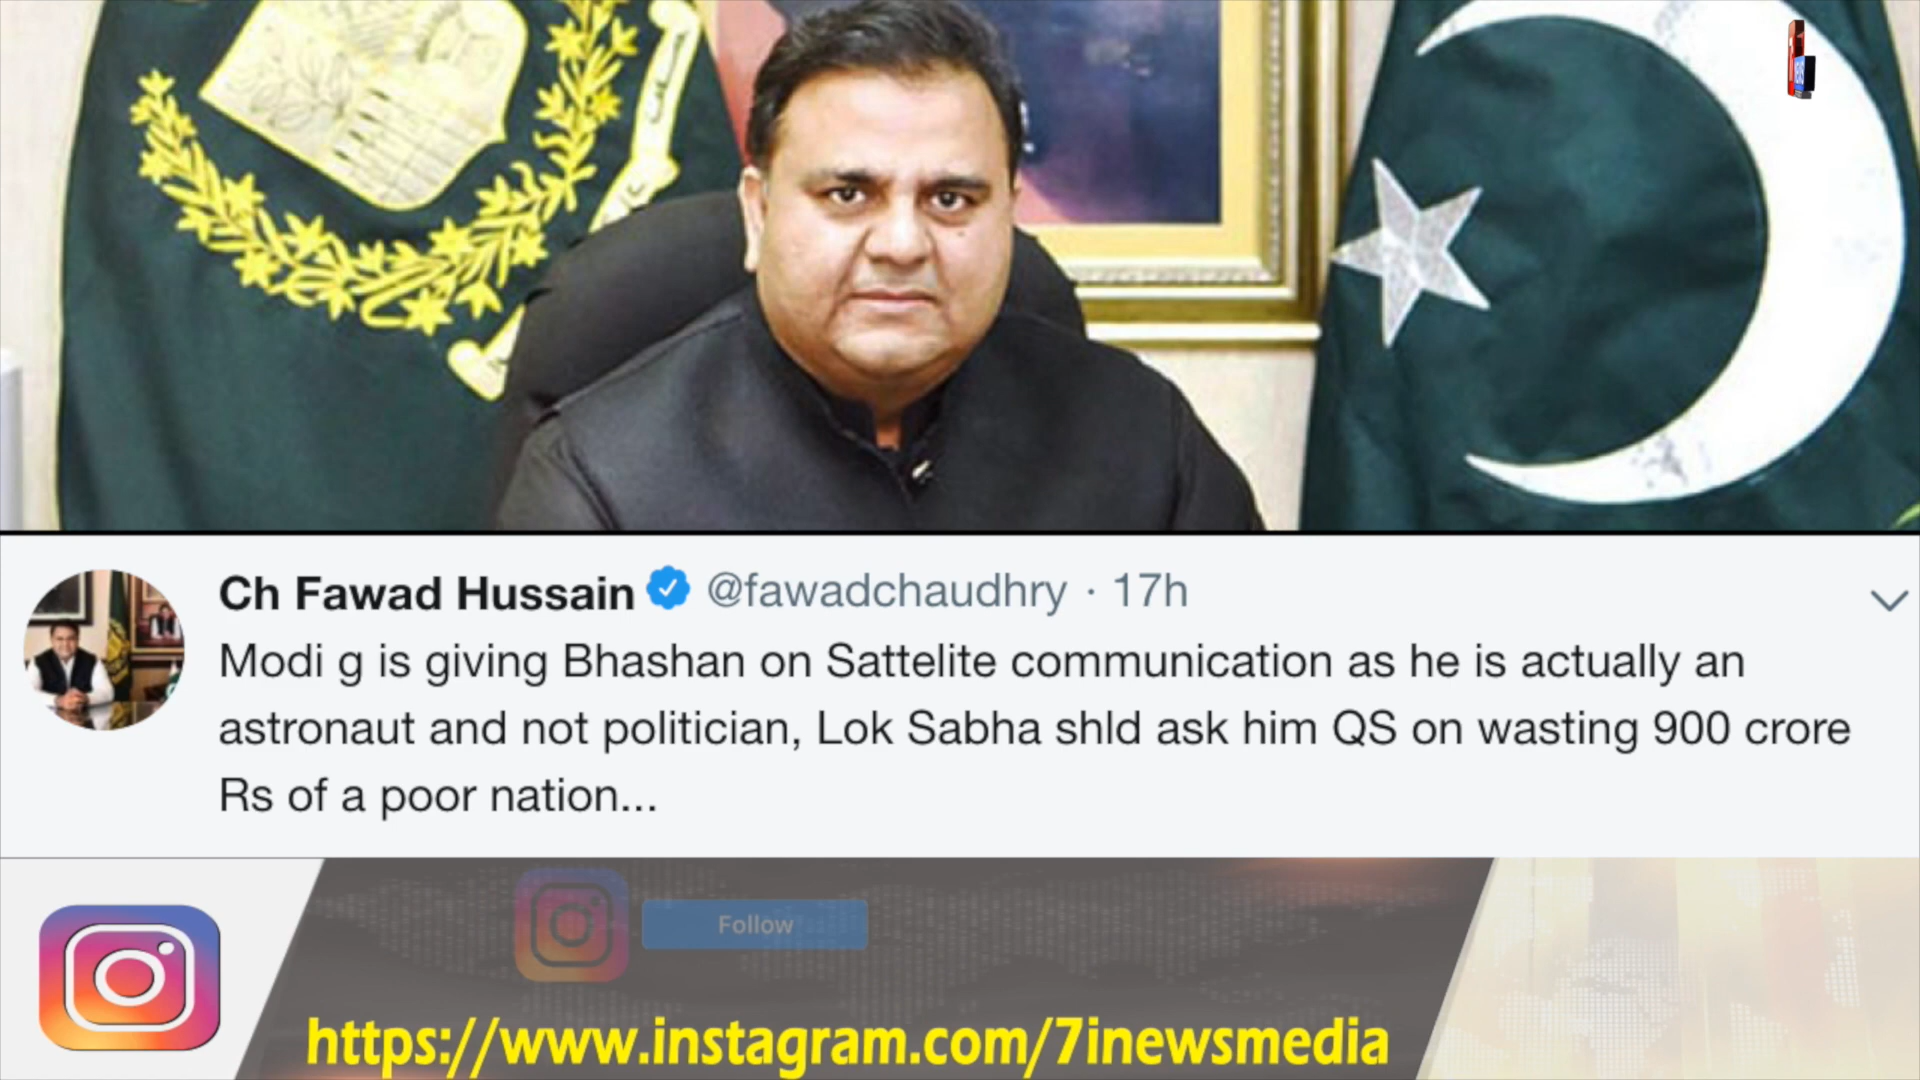 Ch Fawad Hussain @fawadchaudhry · 17h
Modi g is giving Bhashan on Sattelite communication as he is actually an
astronaut and not politician, Lok Sabha shld ask him QS on wasting 900 crore
Rs of a poor nation...
Follow
https://www.instagram.com/7inewsmedia